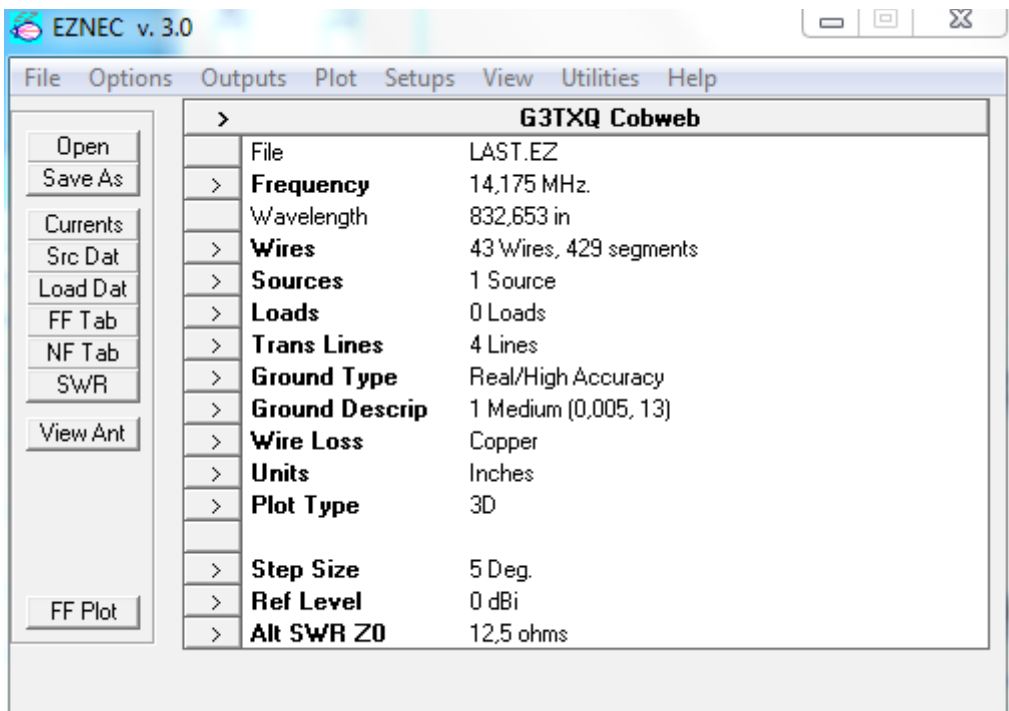 EZNEC v. 3.0
File Options Outputs Plot Setups View Utilities Help
Open
Save As
Currents
Src Dat
Load Dat
FF Tab
NF Tab
SWR
View Ant
FF Plot
> G3TXQ Cobweb
File LAST.EZ
> Frequency 14,175 MHz.
Wavelength 832,653 in
> Wires 43 Wires, 429 segments
> Sources 1 Source
> Loads 0 Loads
> Trans Lines 4 Lines
> Ground Type Real/High Accuracy
> Ground Descrip 1 Medium (0,005, 13)
> Wire Loss Copper
> Units Inches
> Plot Type 3D
> Step Size 5 Deg.
> Ref Level 0 dBi
> Alt SWR Z0 12,5 ohms